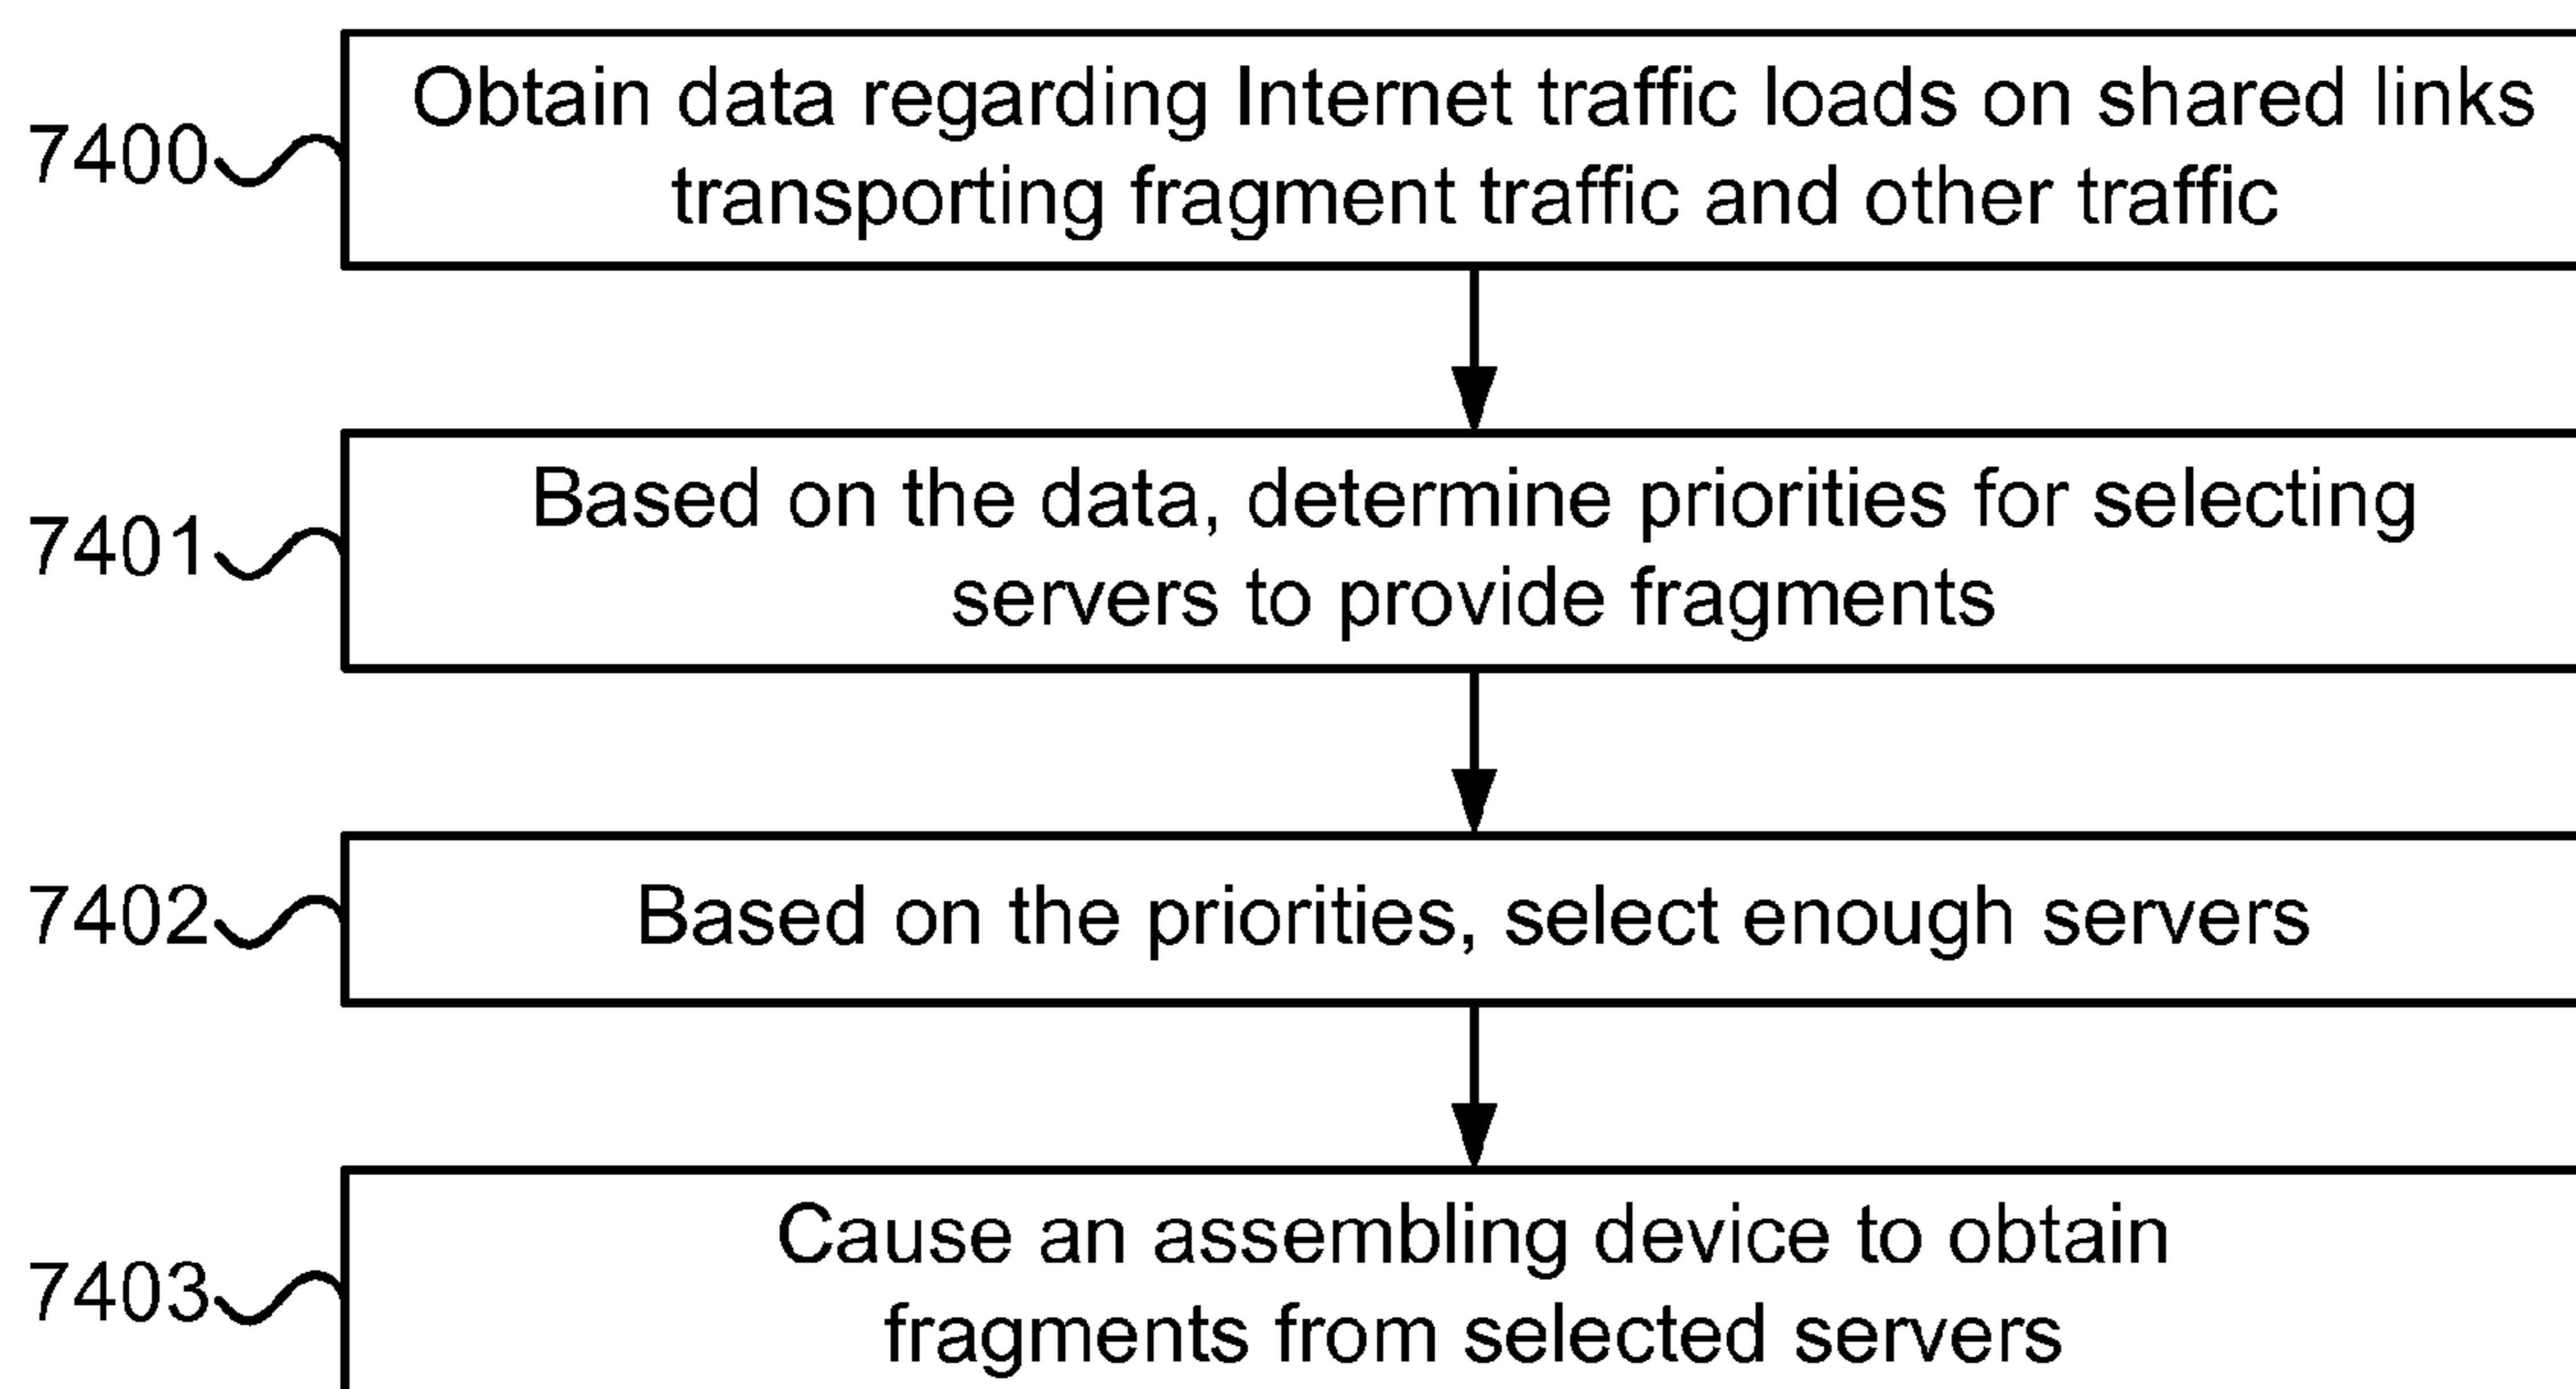 Obtain data regarding Internet traffic loads on shared links
7400
transporting fragment traffic and other traffic
Based on the data, determine priorities for selecting
7401
servers to provide fragments
7402 Based on the priorities, select enough servers
Cause an assembling device to obtain
7403
fragments from selected servers